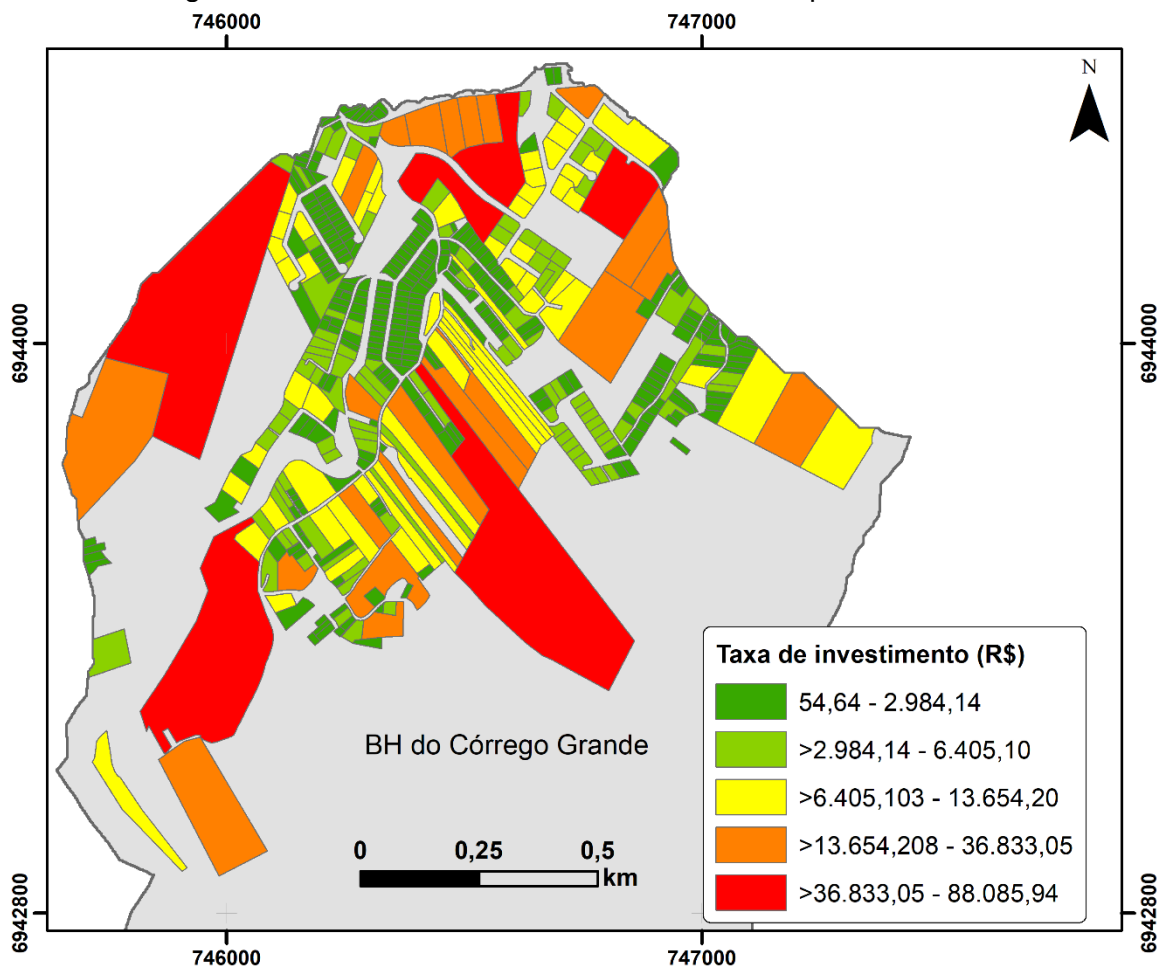 746000
747000
N
6944000
6944000
Taxa de investimento (R$)
54,64 - 2.984,14
>2.984,14 - 6.405,10
>6.405,103 - 13.654,20
>13.654,208 - 36.833,05
>36.833,05 - 88.085,94
BH do Córrego Grande
0 0,25 0,5
km
6942800
6942800
746000
747000